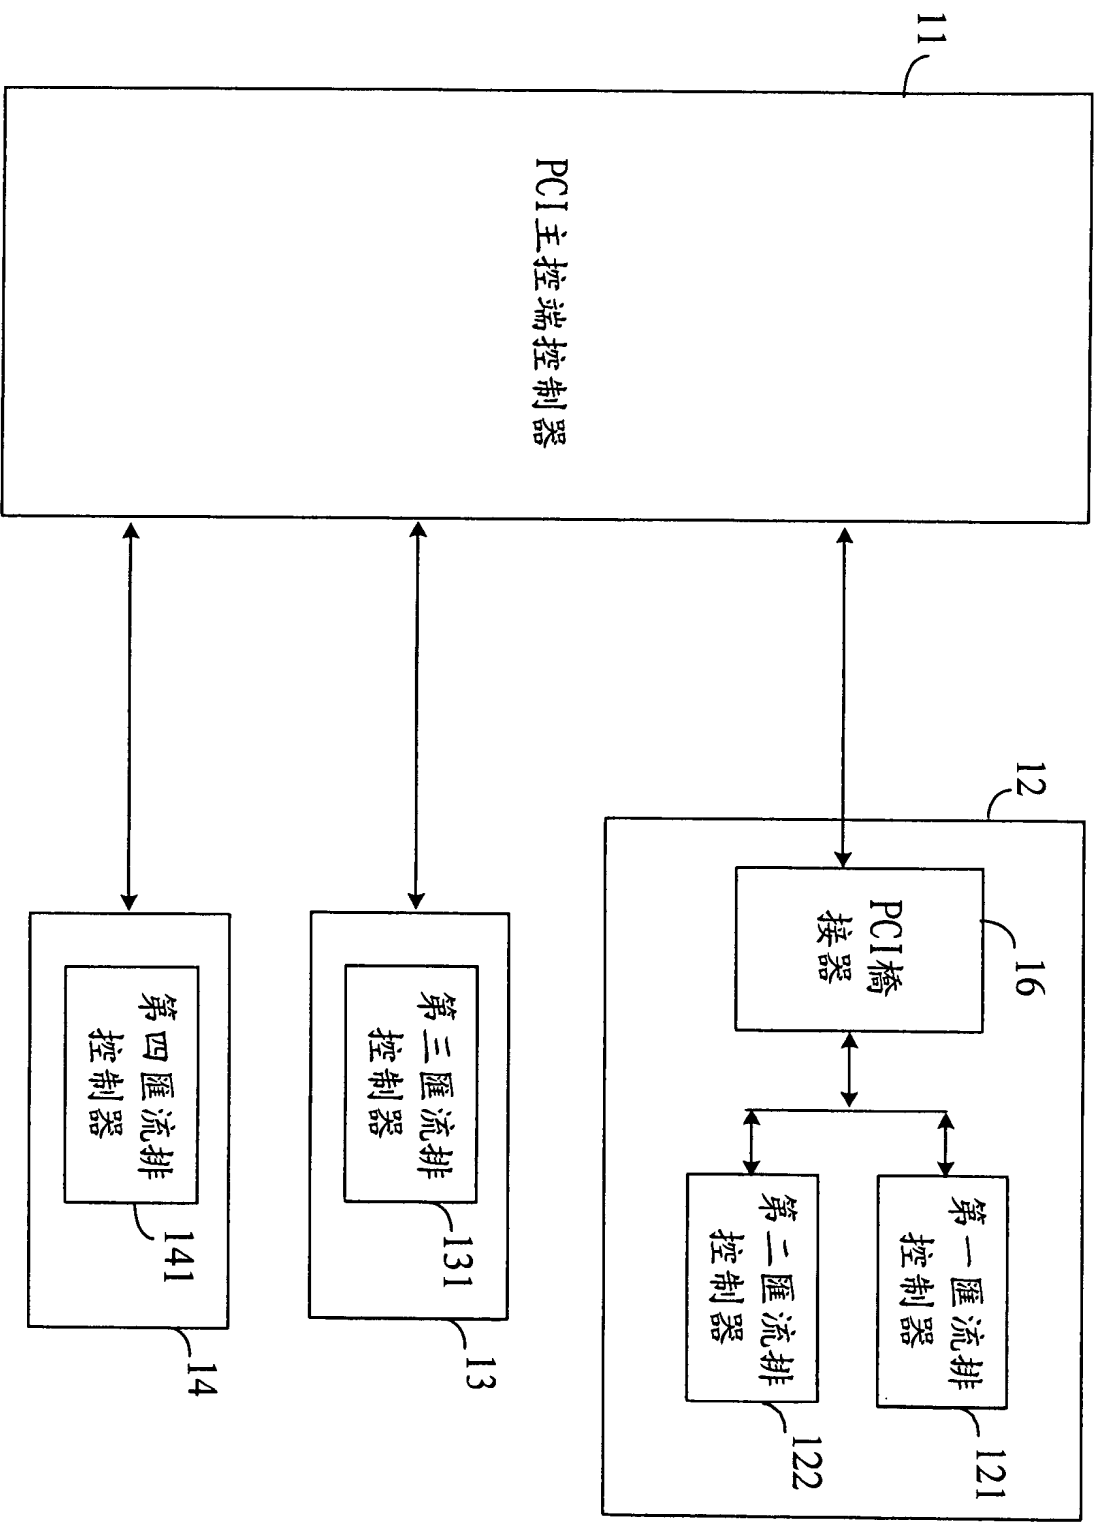 11
PCI主控端控制器
12
16
PCI橋
接器
第一匯流排
控制器
121
第二匯流排
控制器
122
第三匯流排
控制器
131
13
第四匯流排
控制器
141
14